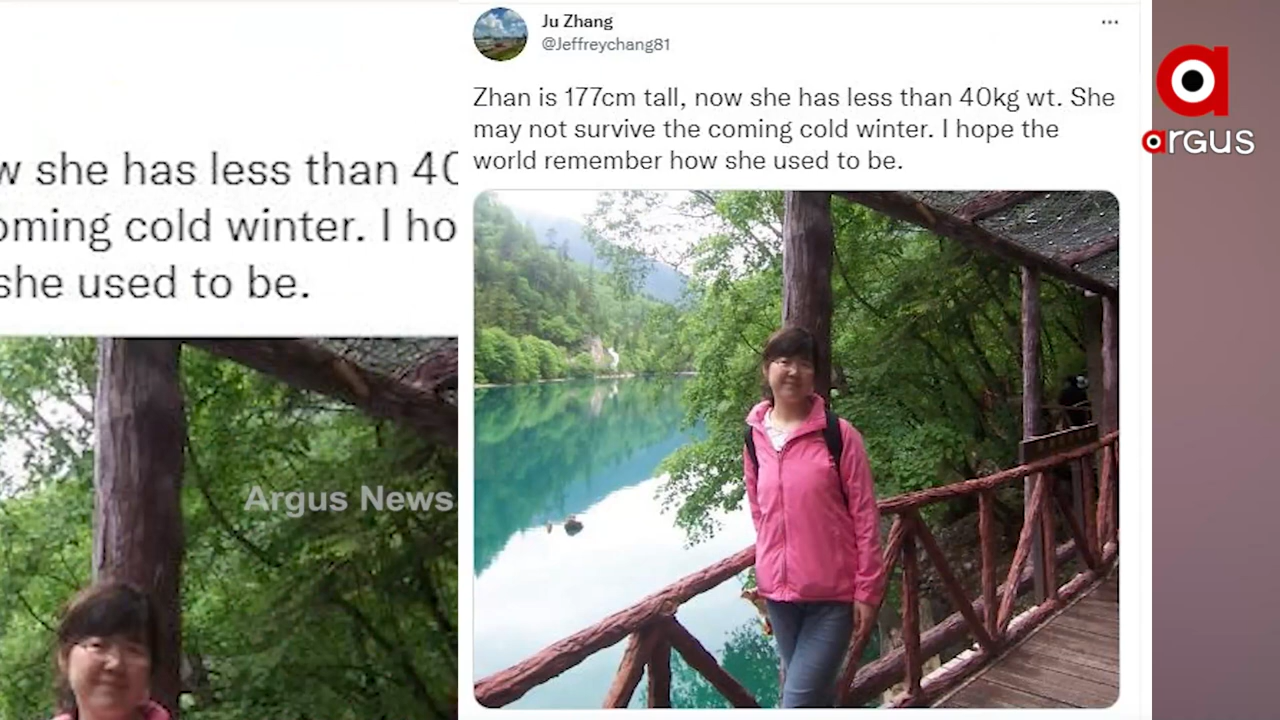 w she has less than 40
oming cold winter. I ho
she used to be.
Argus News
Ju Zhang
@Jeffreychang81
Zhan is 177cm tall, now she has less than 40kg wt. She
may not survive the coming cold winter. I hope the
world remember how she used to be.
argus